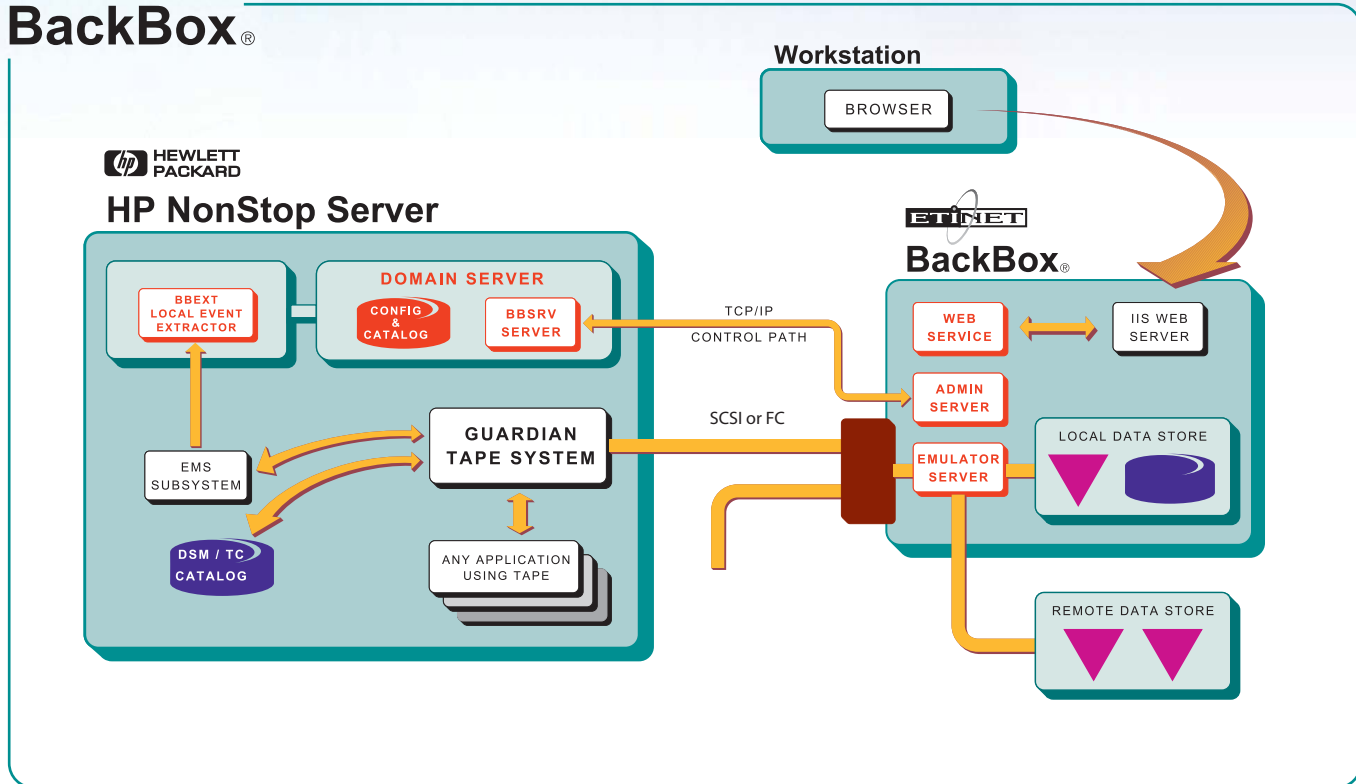 BackBox®
Workstation
BROWSER
hp HEWLETT
PACKARD
HP NonStop Server
ETINET
BackBox®
BBEXT
LOCAL EVENT
EXTRACTOR
DOMAIN SERVER
CONFIG
&
CATALOG
BBSRV
SERVER
TCP/IP
CONTROL PATH
WEB
SERVICE
IIS WEB
SERVER
ADMIN
SERVER
SCSI or FC
GUARDIAN
TAPE SYSTEM
EMS
SUBSYSTEM
EMULATOR
SERVER
LOCAL DATA STORE
DSM / TC
CATALOG
ANY APPLICATION
USING TAPE
REMOTE DATA STORE